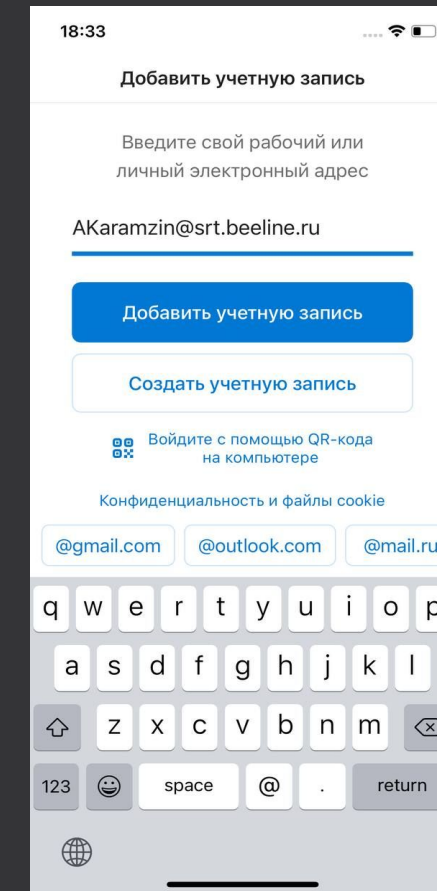 18:33
Добавить учетную запись
Введите свой рабочий или
личный электронный адрес
AKaramzin@srt.beeline.ru
Добавить учетную запись
Создать учетную запись
Войдите с помощью QR-кода
на компьютере
Конфиденциальность и файлы cookie
@gmail.com @outlook.com @mail.ru
q w e r t y u i o p
a s d f g h j k l
z x c v b n m
123 space @ . return